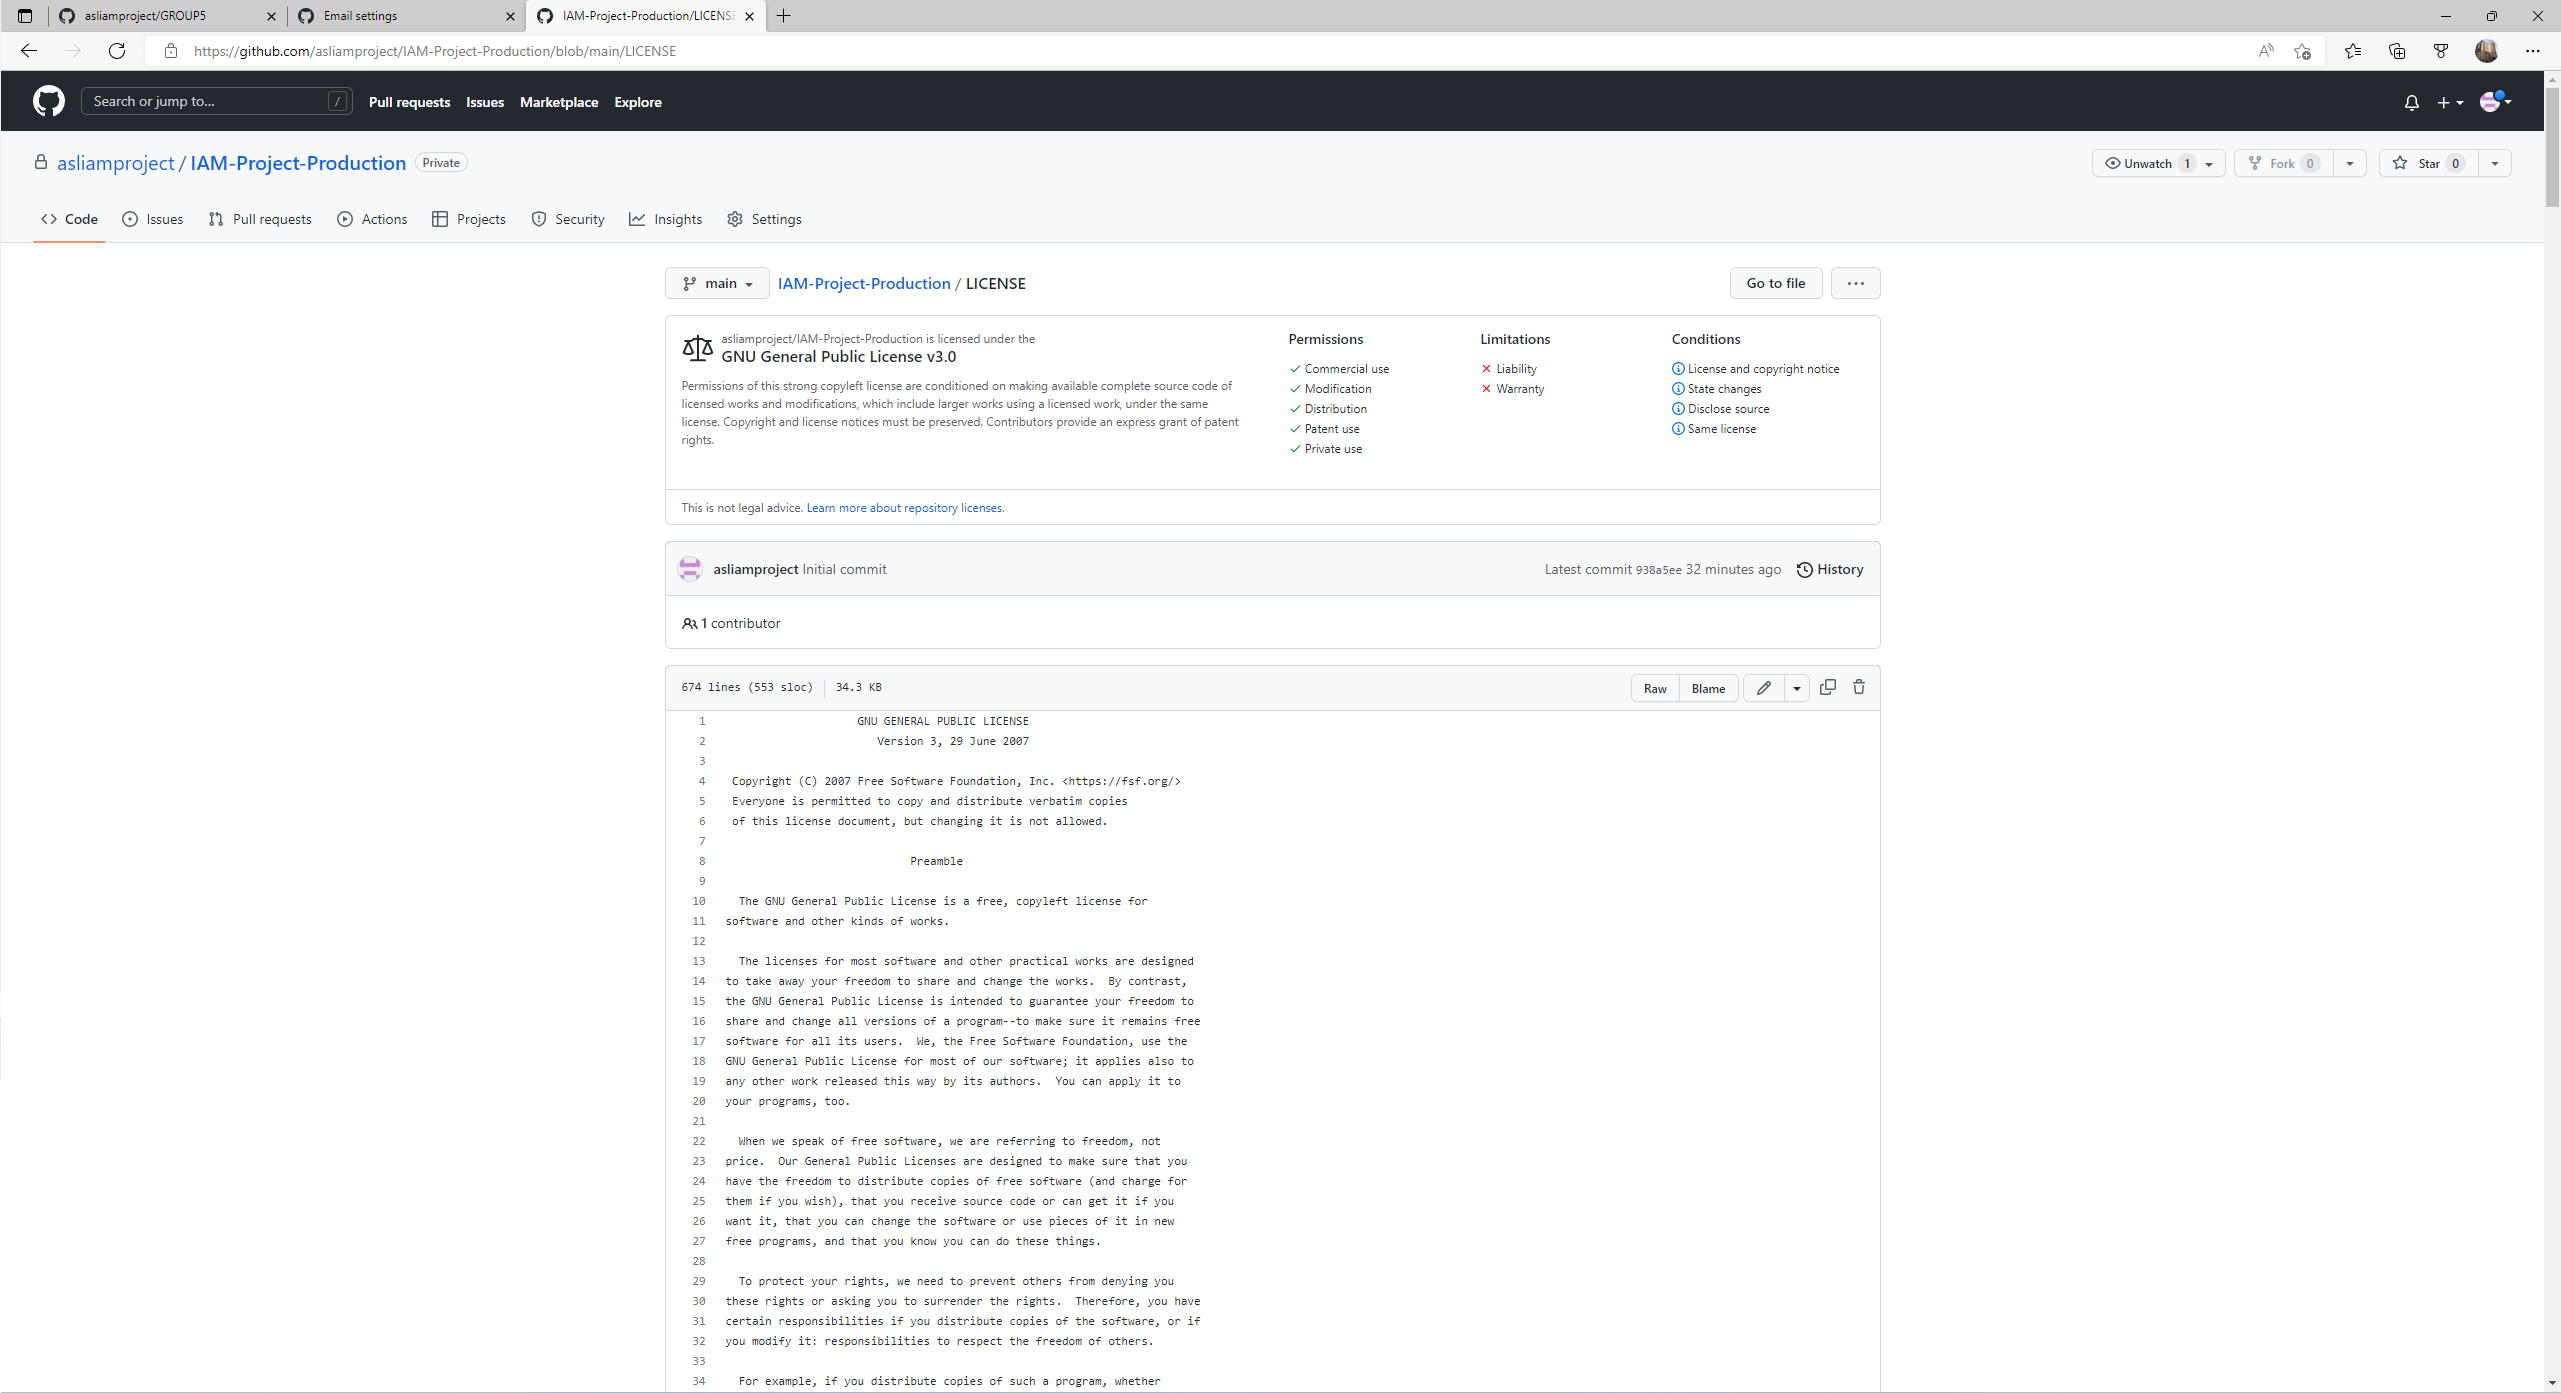 asliamproject/GROUP5
Email settings
IAM-Project-Production/LICENSE
https://github.com/asliamproject/IAM-Project-Production/blob/main/LICENSE
Search or jump to... /
Pull requests Issues Marketplace Explore
asliamproject / IAM-Project-Production Private
Unwatch 1 Fork 0 Star 0
Code Issues Pull requests Actions Projects Security Insights Settings
main IAM-Project-Production / LICENSE
Go to file ...
asliamproject/IAM-Project-Production is licensed under the
GNU General Public License v3.0
Permissions of this strong copyleft license are conditioned on making available complete source code of
licensed works and modifications, which include larger works using a licensed work, under the same
license. Copyright and license notices must be preserved. Contributors provide an express grant of patent
rights.
Permissions
Commercial use
Modification
Distribution
Patent use
Private use
Limitations
Liability
Warranty
Conditions
License and copyright notice
State changes
Disclose source
Same license
This is not legal advice. Learn more about repository licenses.
asliamproject Initial commit
Latest commit 938a5ee 32 minutes ago History
1 contributor
674 lines (553 sloc) 34.3 KB
Raw Blame
1 GNU GENERAL PUBLIC LICENSE
2 Version 3, 29 June 2007
3
4 Copyright (C) 2007 Free Software Foundation, Inc. <https://fsf.org/>
5 Everyone is permitted to copy and distribute verbatim copies
6 of this license document, but changing it is not allowed.
7
8 Preamble
9
10 The GNU General Public License is a free, copyleft license for
11 software and other kinds of works.
12
13 The licenses for most software and other practical works are designed
14 to take away your freedom to share and change the works. By contrast,
15 the GNU General Public License is intended to guarantee your freedom to
16 share and change all versions of a program--to make sure it remains free
17 software for all its users. We, the Free Software Foundation, use the
18 GNU General Public License for most of our software; it applies also to
19 any other work released this way by its authors. You can apply it to
20 your programs, too.
21
22 When we speak of free software, we are referring to freedom, not
23 price. Our General Public Licenses are designed to make sure that you
24 have the freedom to distribute copies of free software (and charge for
25 them if you wish), that you receive source code or can get it if you
26 want it, that you can change the software or use pieces of it in new
27 free programs, and that you know you can do these things.
28
29 To protect your rights, we need to prevent others from denying you
30 these rights or asking you to surrender the rights. Therefore, you have
31 certain responsibilities if you distribute copies of the software, or if
32 you modify it: responsibilities to respect the freedom of others.
33
34 For example, if you distribute copies of such a program, whether